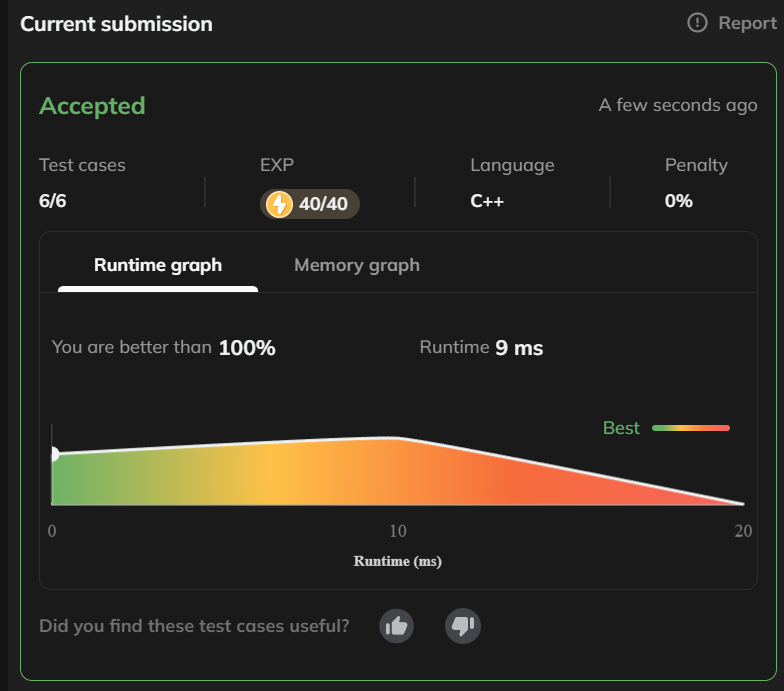 Current submission
Report
Accepted
A few seconds ago
Test cases
EXP
Language
Penalty
6/6
40/40
C++
0%
Runtime graph
Memory graph
You are better than 100%
Runtime 9 ms
Best
0
10
20
Runtime (ms)
Did you find these test cases useful?